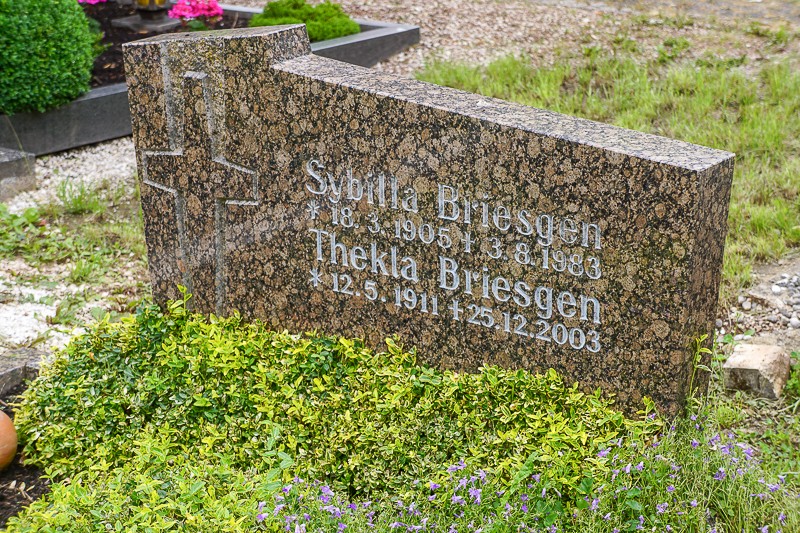 Sybilla Briesgen
* 18. 3. 1905 † 3. 8. 1983
Thekla Briesgen
* 12. 5. 1911 † 25. 12. 2003